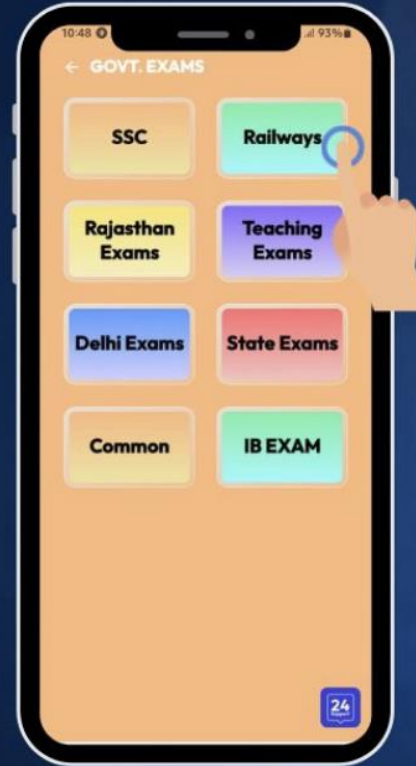 10:48
93%
← GOVT. EXAMS
SSC
Railways
Rajasthan
Exams
Teaching
Exams
Delhi Exams
State Exams
Common
IB EXAM
24